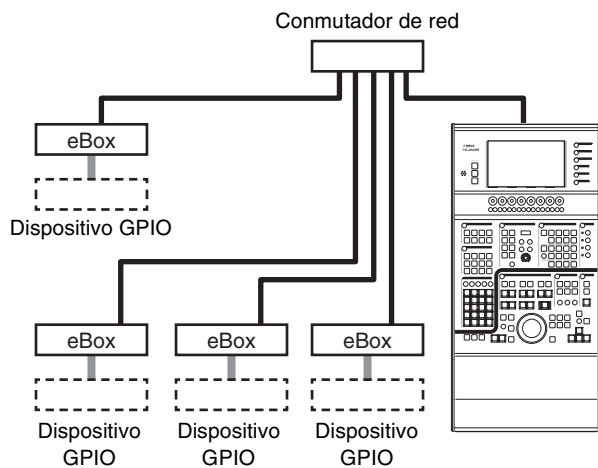 Conmutador de red
eBox
Dispositivo GPIO
eBox
eBox
eBox
Dispositivo
GPIO
Dispositivo
GPIO
Dispositivo
GPIO